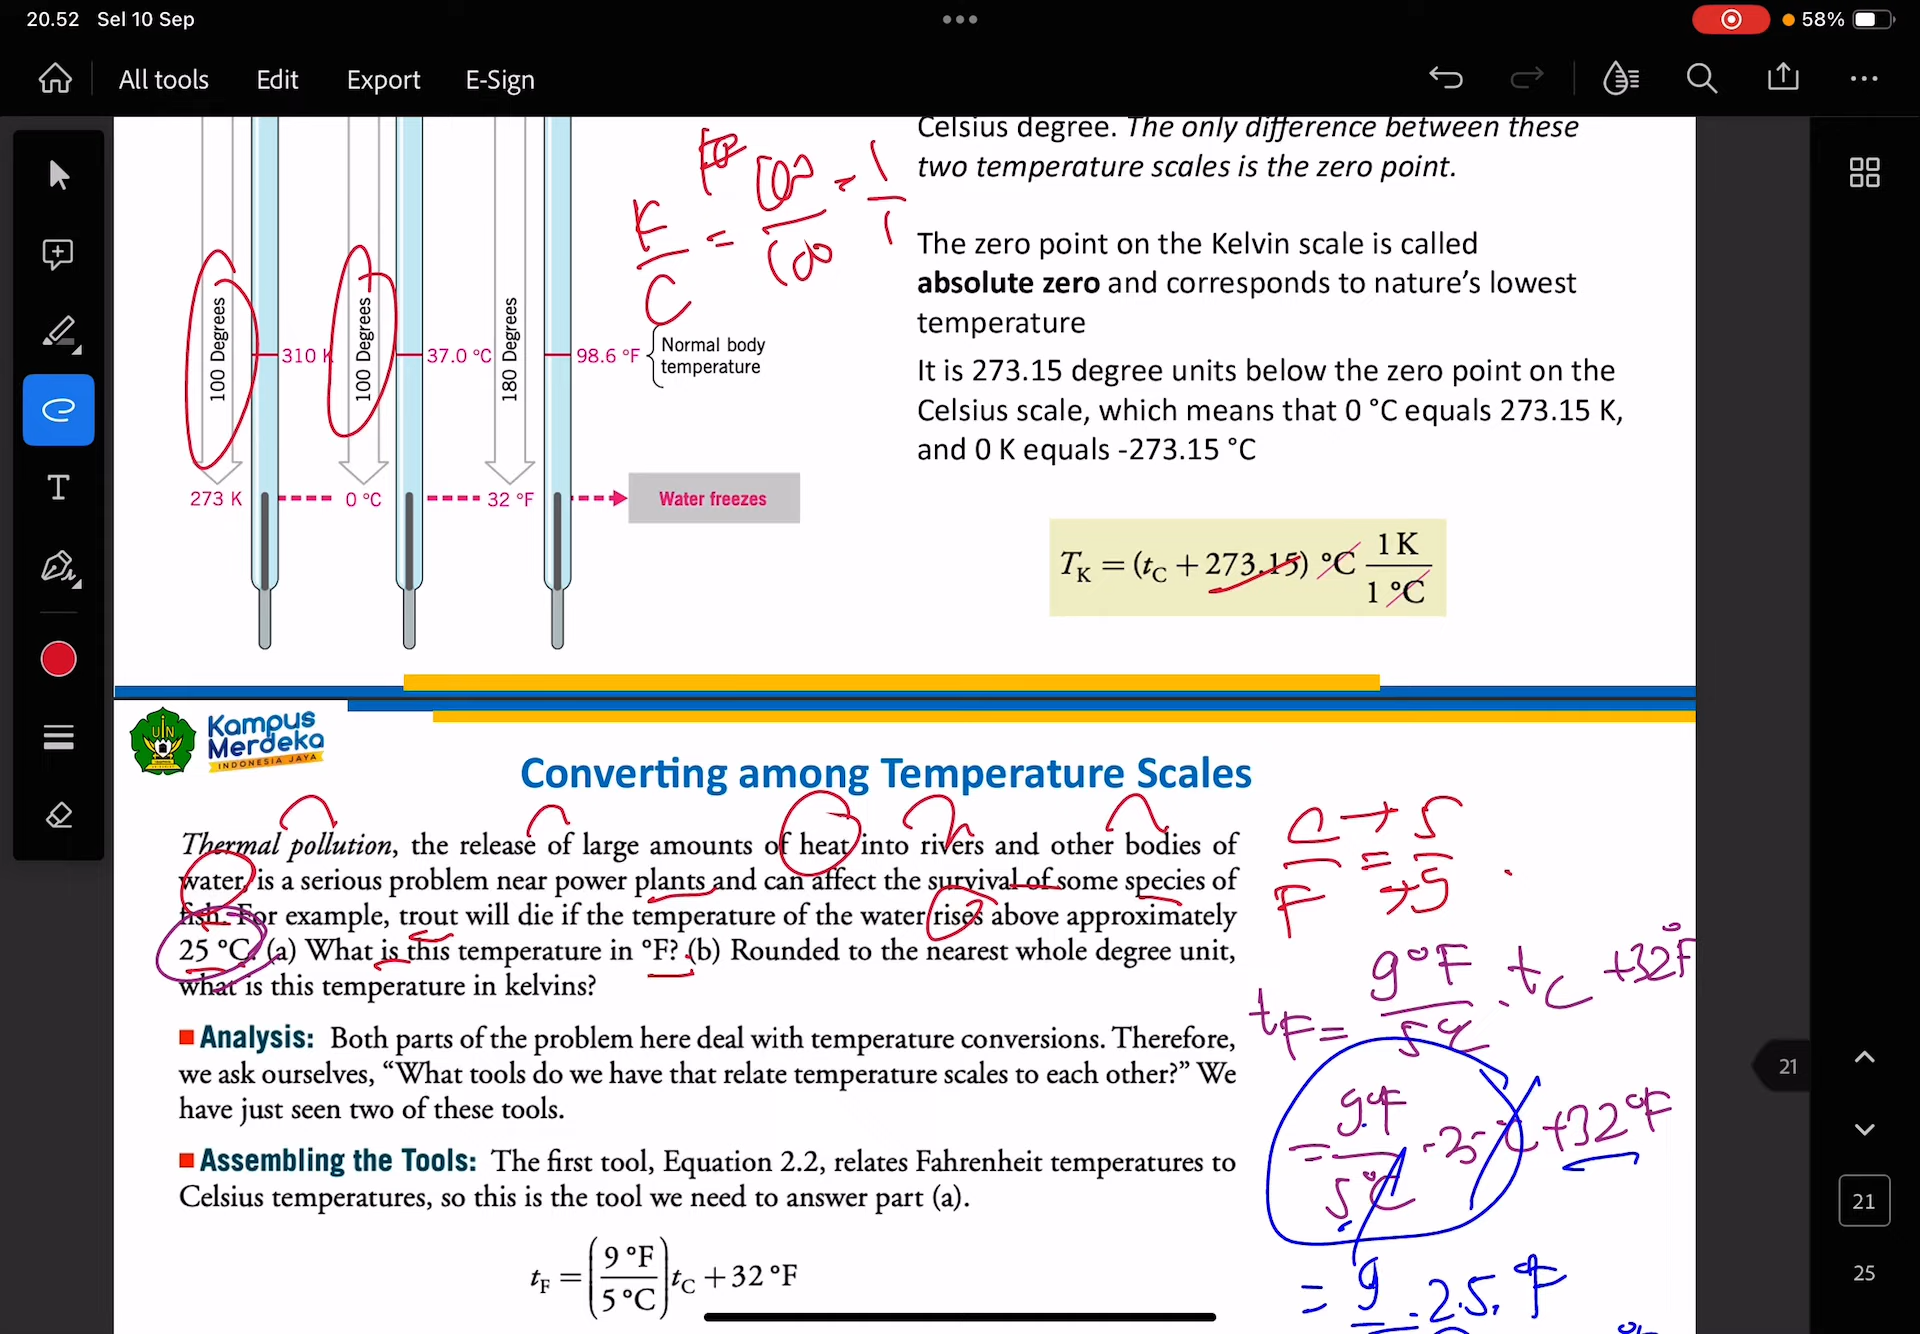 20.52 Sel 10 Sep
58%
All tools Edit Export E-Sign
Celsius degree. The only difference between these
two temperature scales is the zero point.
The zero point on the Kelvin scale is called
absolute zero and corresponds to nature's lowest
temperature
It is 273.15 degree units below the zero point on the
Celsius scale, which means that 0 °C equals 273.15 K,
and 0 K equals -273.15 °C
T_K = (t_C + 273.15) °C 1 K / 1 °C
K / C = 100 / 100 = 1 / 1
100 Degrees
100 Degrees
180 Degrees
310 K 37.0 °C 98.6 °F
Normal body
temperature
273 K 0 °C 32 °F Water freezes
UIN
Kampus
Merdeka
INDONESIA JAYA
Converting among Temperature Scales
Thermal pollution, the release of large amounts of heat into rivers and other bodies of
water, is a serious problem near power plants and can affect the survival of some species of
fish. For example, trout will die if the temperature of the water rises above approximately
25 °C. (a) What is this temperature in °F? (b) Rounded to the nearest whole degree unit,
what is this temperature in kelvins?
Analysis: Both parts of the problem here deal with temperature conversions. Therefore,
we ask ourselves, “What tools do we have that relate temperature scales to each other?” We
have just seen two of these tools.
Assembling the Tools: The first tool, Equation 2.2, relates Fahrenheit temperatures to
Celsius temperatures, so this is the tool we need to answer part (a).
t_F = (9 °F / 5 °C) t_C + 32 °F
C / F = 5 / 5
t_F = 9 °F / 5 °C · t_C + 32 °F
= 9 °F / 5 °C · 25 °C + 32 °F
= 9 · 25. °F
21
21
25